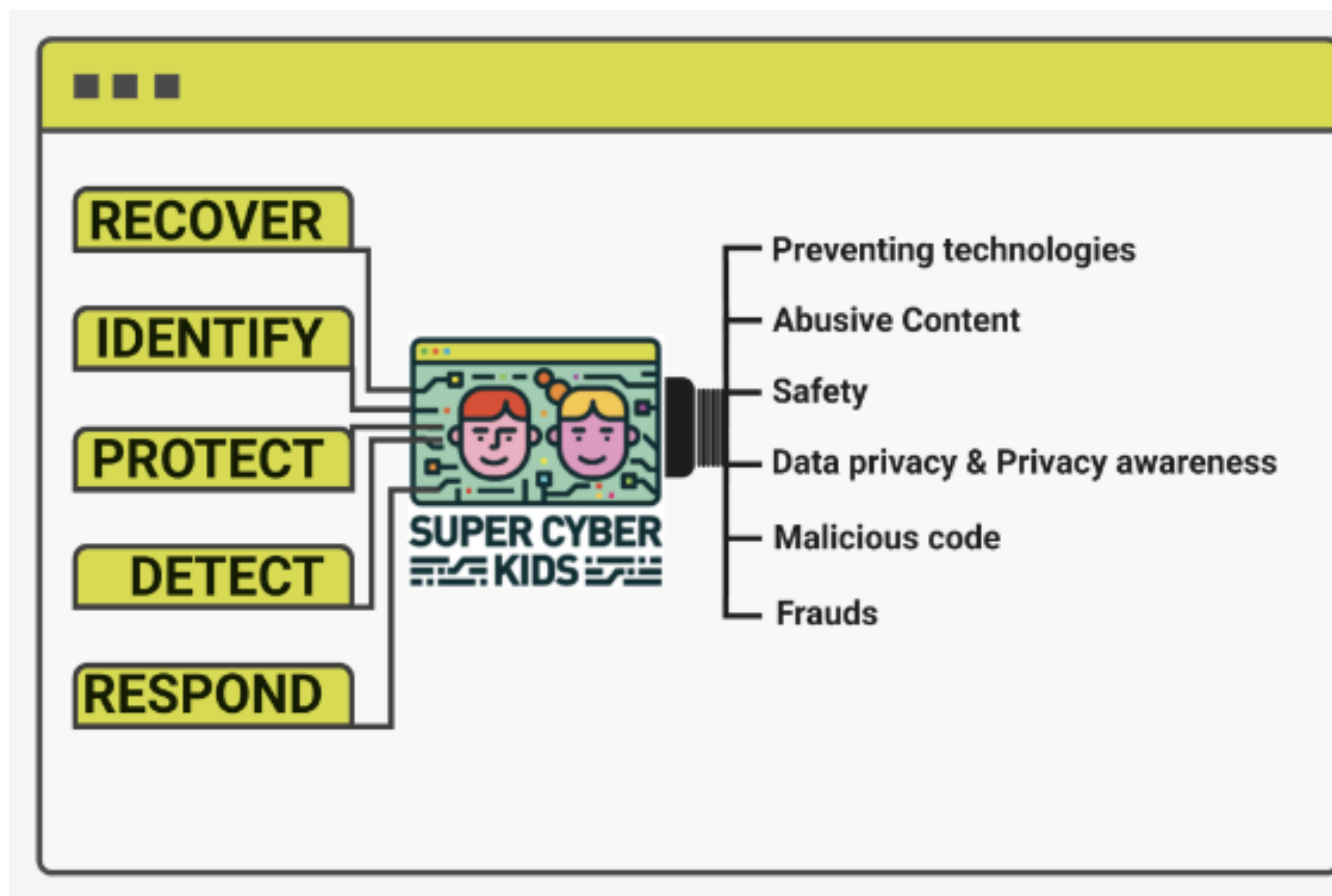 RECOVER
IDENTIFY
PROTECT
DETECT
RESPOND
SUPER CYBER
KIDS
Preventing technologies
Abusive Content
Safety
Data privacy & Privacy awareness
Malicious code
Frauds